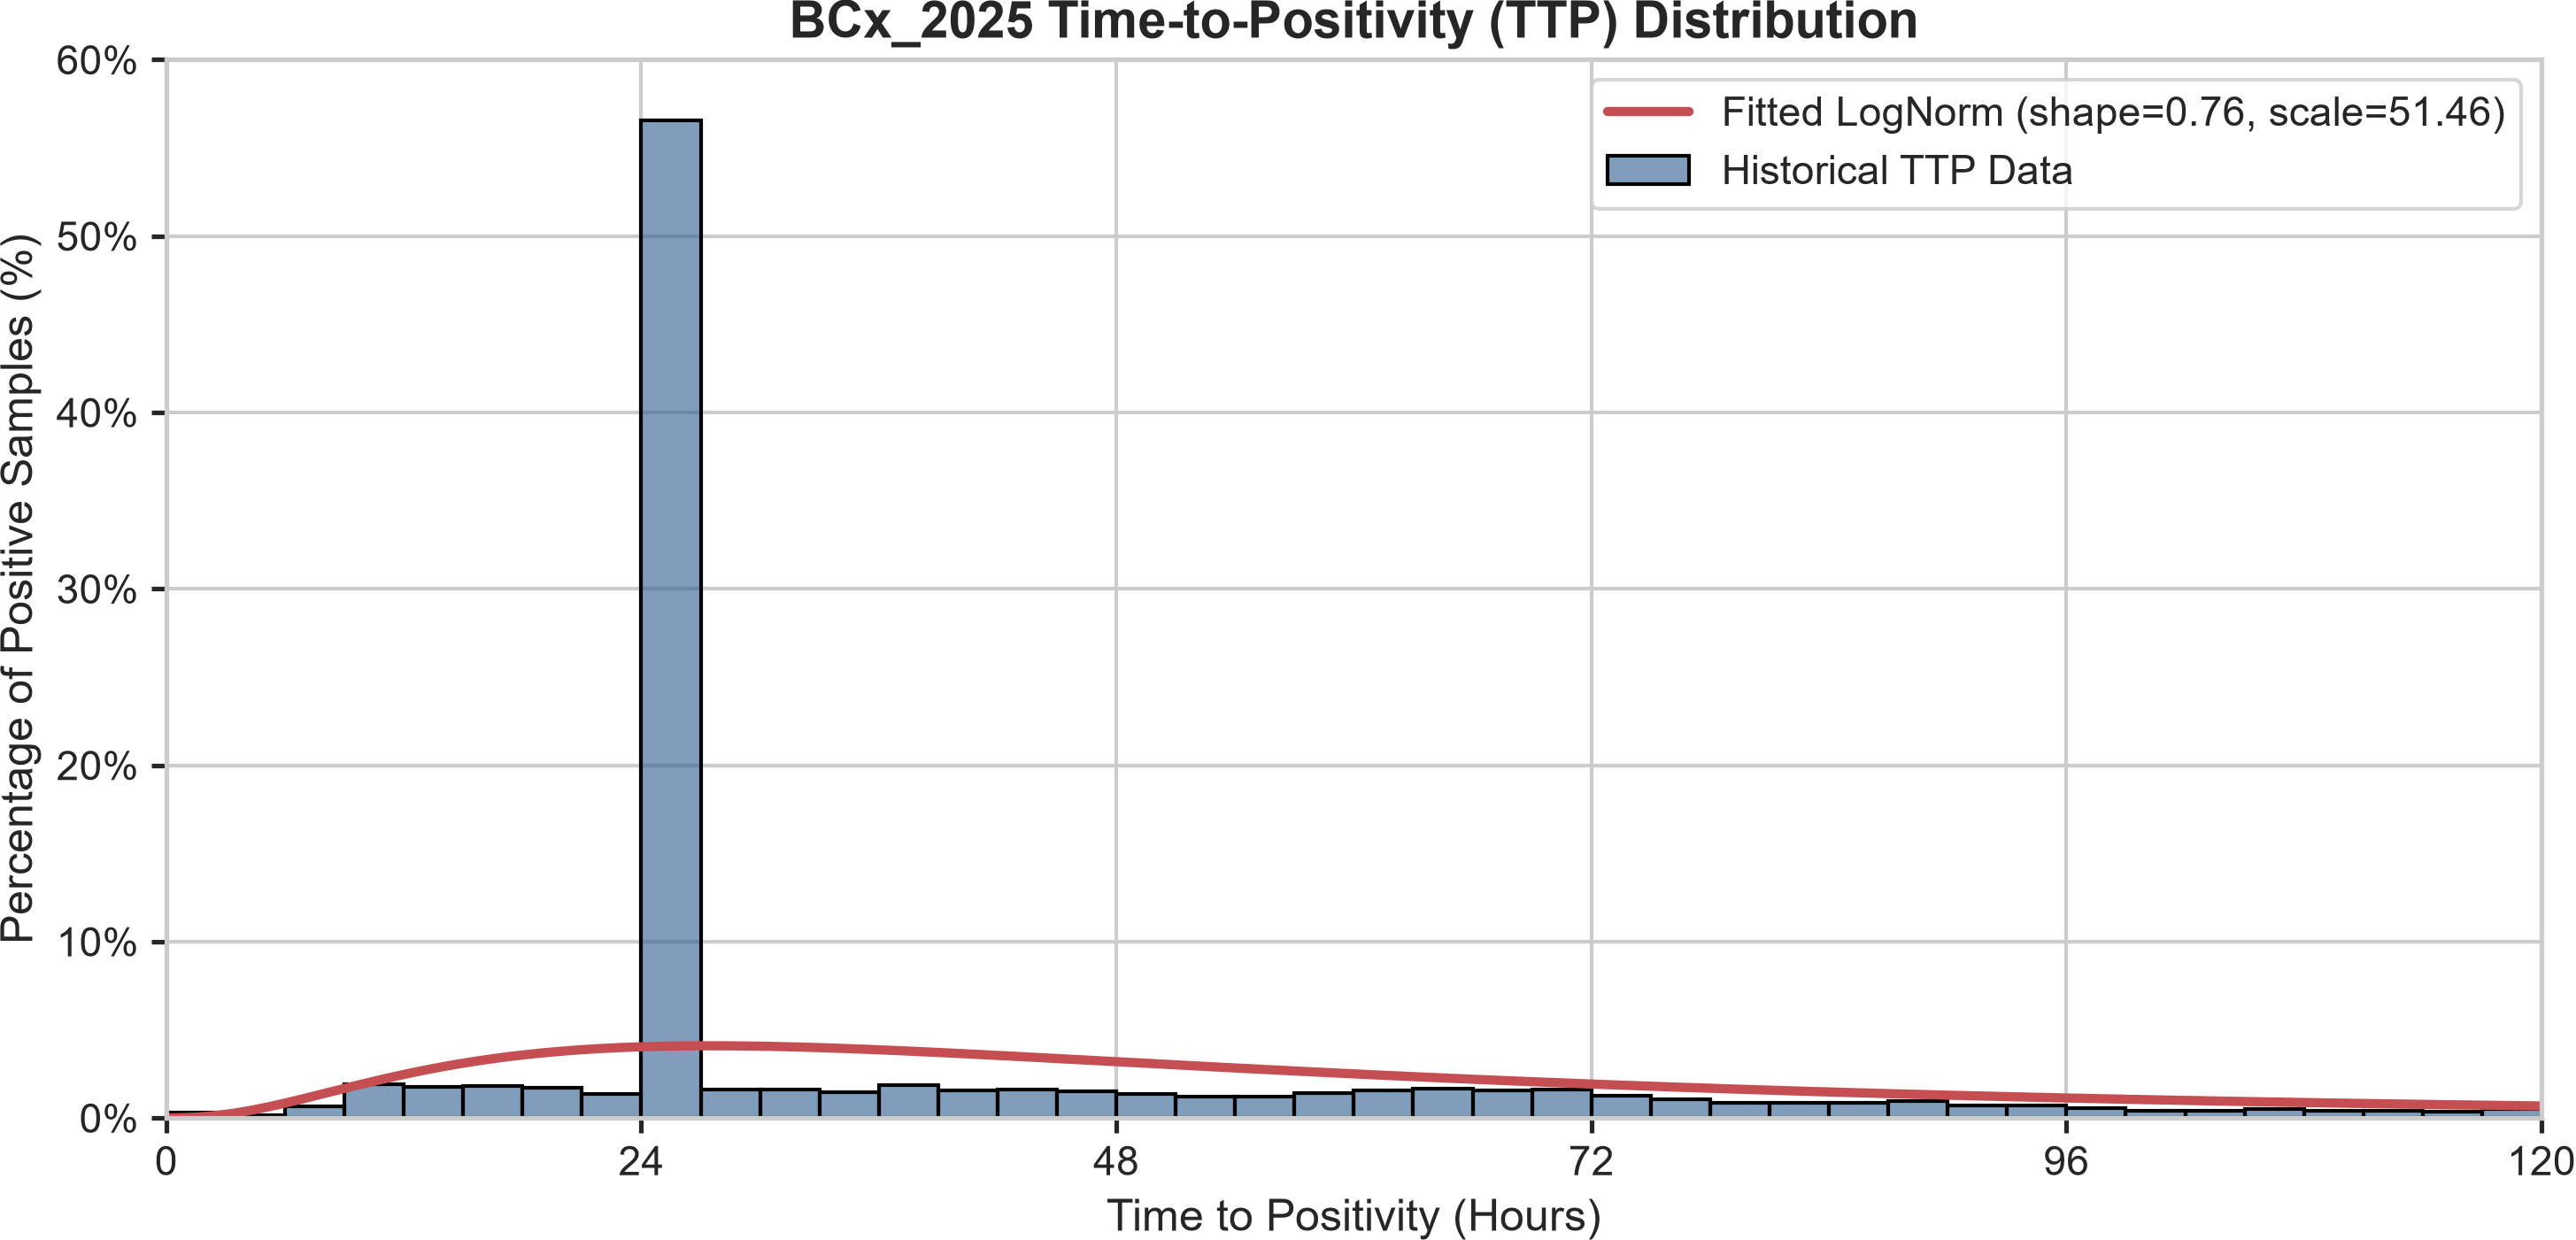 BCx_2025 Time-to-Positivity (TTP) Distribution
Percentage of Positive Samples (%)
60%
50%
40%
30%
20%
10%
0%
Fitted LogNorm (shape=0.76, scale=51.46)
Historical TTP Data
0 24 48 72 96 120
Time to Positivity (Hours)